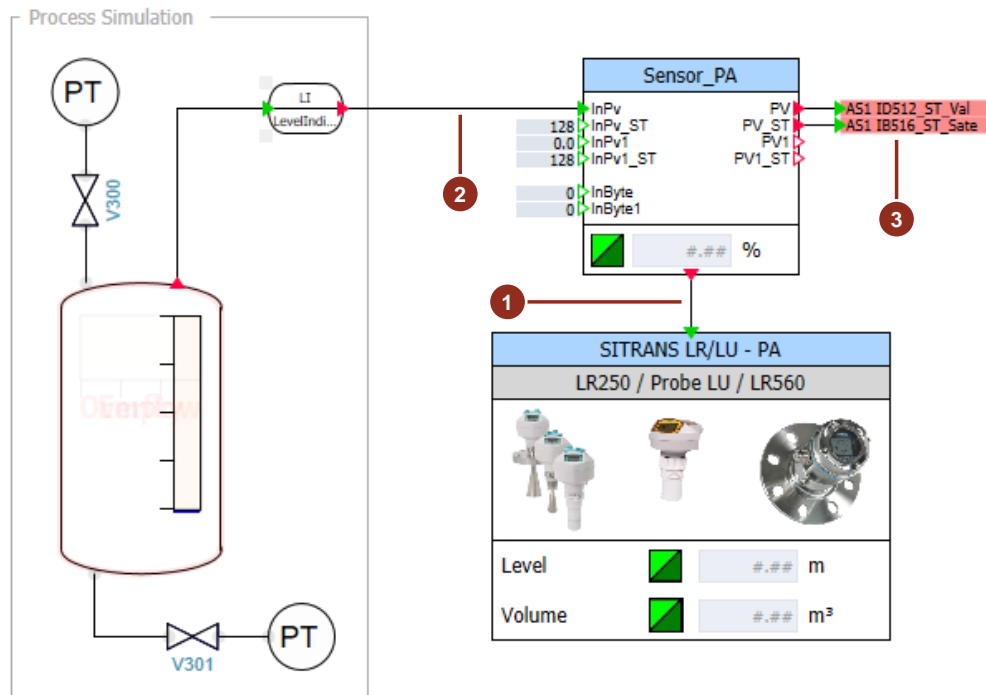 Process Simulation
PT
V300
LI
LevelIndi...
2
Sensor_PA
InPv
128 InPv_ST
0.0 InPv1
128 InPv1_ST
0 InByte
0 InByte1
PV
PV_ST
PV1
PV1_ST
AS1 ID512_ST_Val
AS1 IB516_ST_Sate
3
#.## %
1
SITRANS LR/LU - PA
LR250 / Probe LU / LR560
Level #.## m
Volume #.## m³
V301
PT